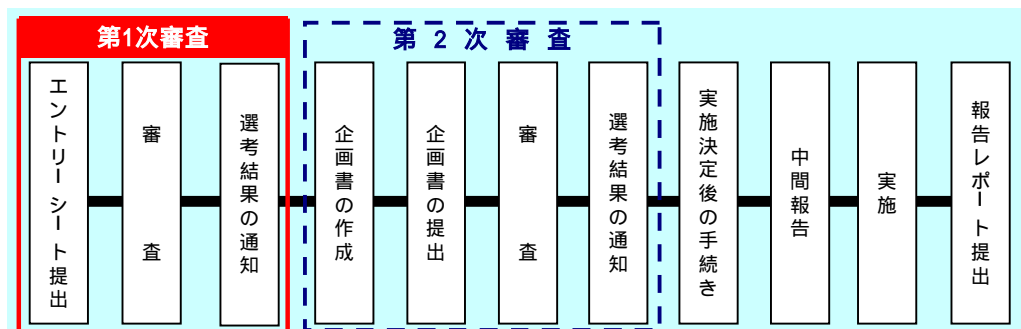 第1次審査
エントリーシート提出
審査
選考結果の通知
第2次審査
企画書の作成
企画書の提出
審査
選考結果の通知
実施決定後の手続き
中間報告
実施
報告レポート提出